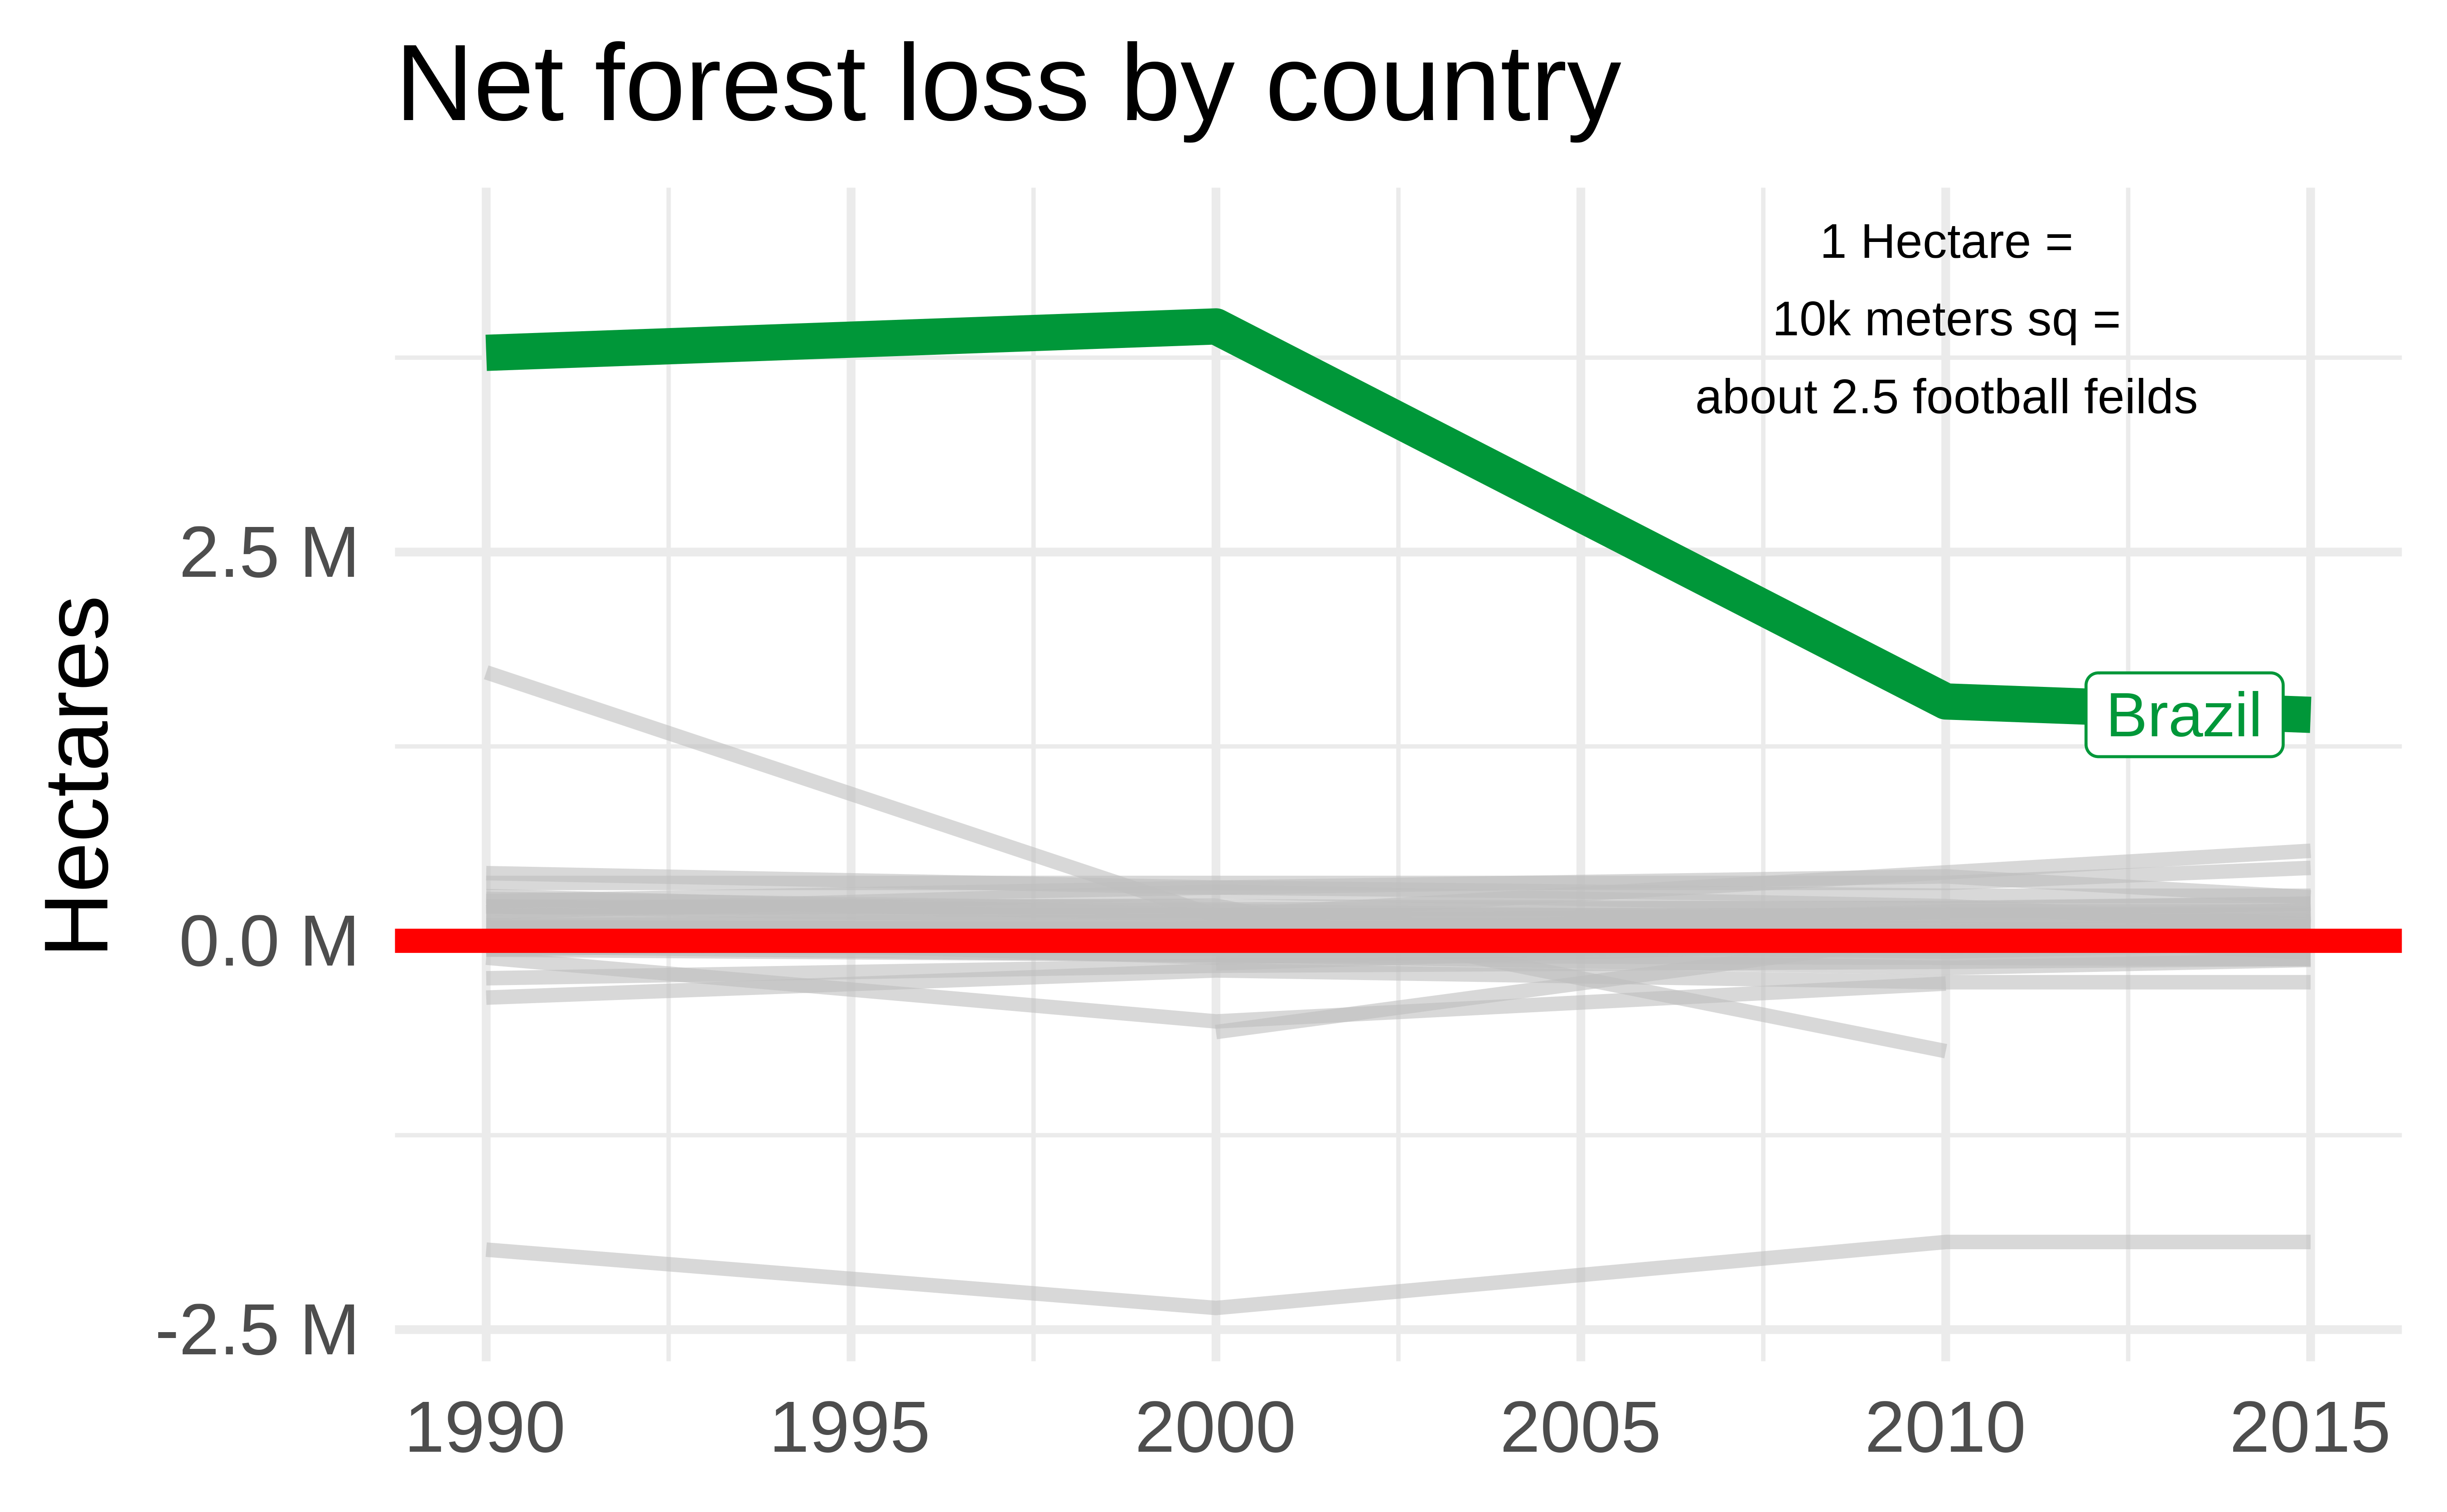 Net forest loss by country
1 Hectare =
10k meters sq =
about 2.5 football feilds
2.5 M
Hectares
Brazil
0.0 M
-2.5 M
1990 1995 2000 2005 2010 2015